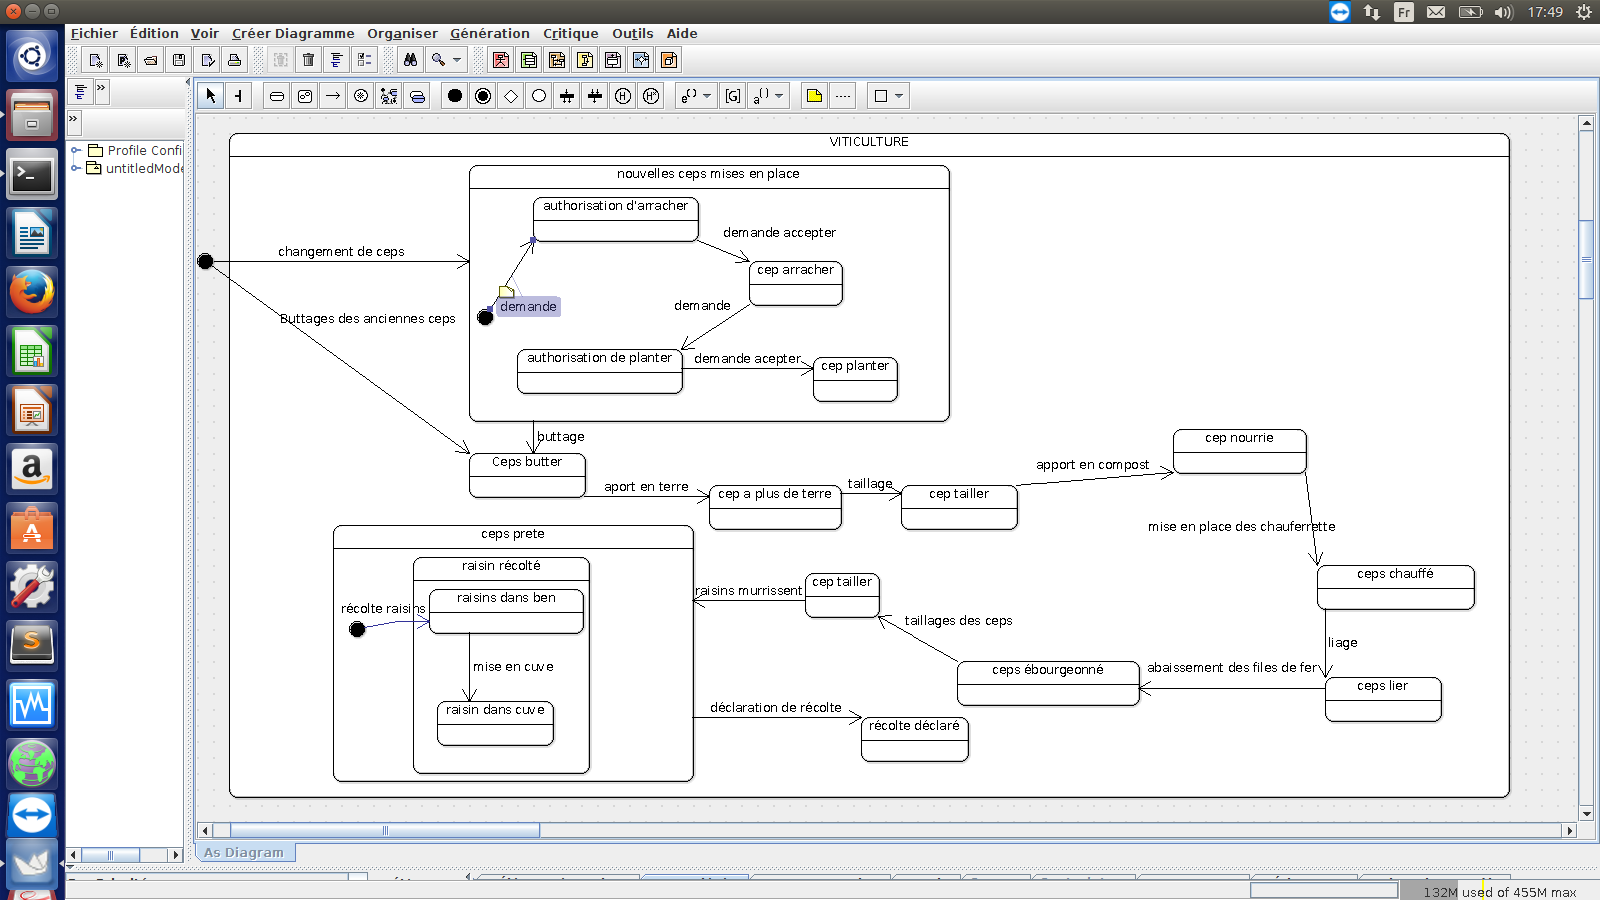 Fr
17:49
Fichier Édition Voir Créer Diagramme Organiser Génération Critique Outils Aide
Profile Confi
untitledMode
VITICULTURE
nouvelles ceps mises en place
authorisation d'arracher
demande accepter
changement de ceps
cep arracher
demande
demande
Buttages des anciennes ceps
authorisation de planter
demande acepter
cep planter
buttage
cep nourrie
Ceps butter
apport en compost
aport en terre
taillage
cep a plus de terre
cep tailler
mise en place des chauferrette
ceps prete
raisin récolté
ceps chauffé
cep tailler
raisins murrissent
raisins dans ben
récolte raisins
taillages des ceps
liage
mise en cuve
ceps ébourgeonné
abaissement des files de fer
ceps lier
raisin dans cuve
déclaration de récolte
récolte déclaré
As Diagram
132M used of 455M max